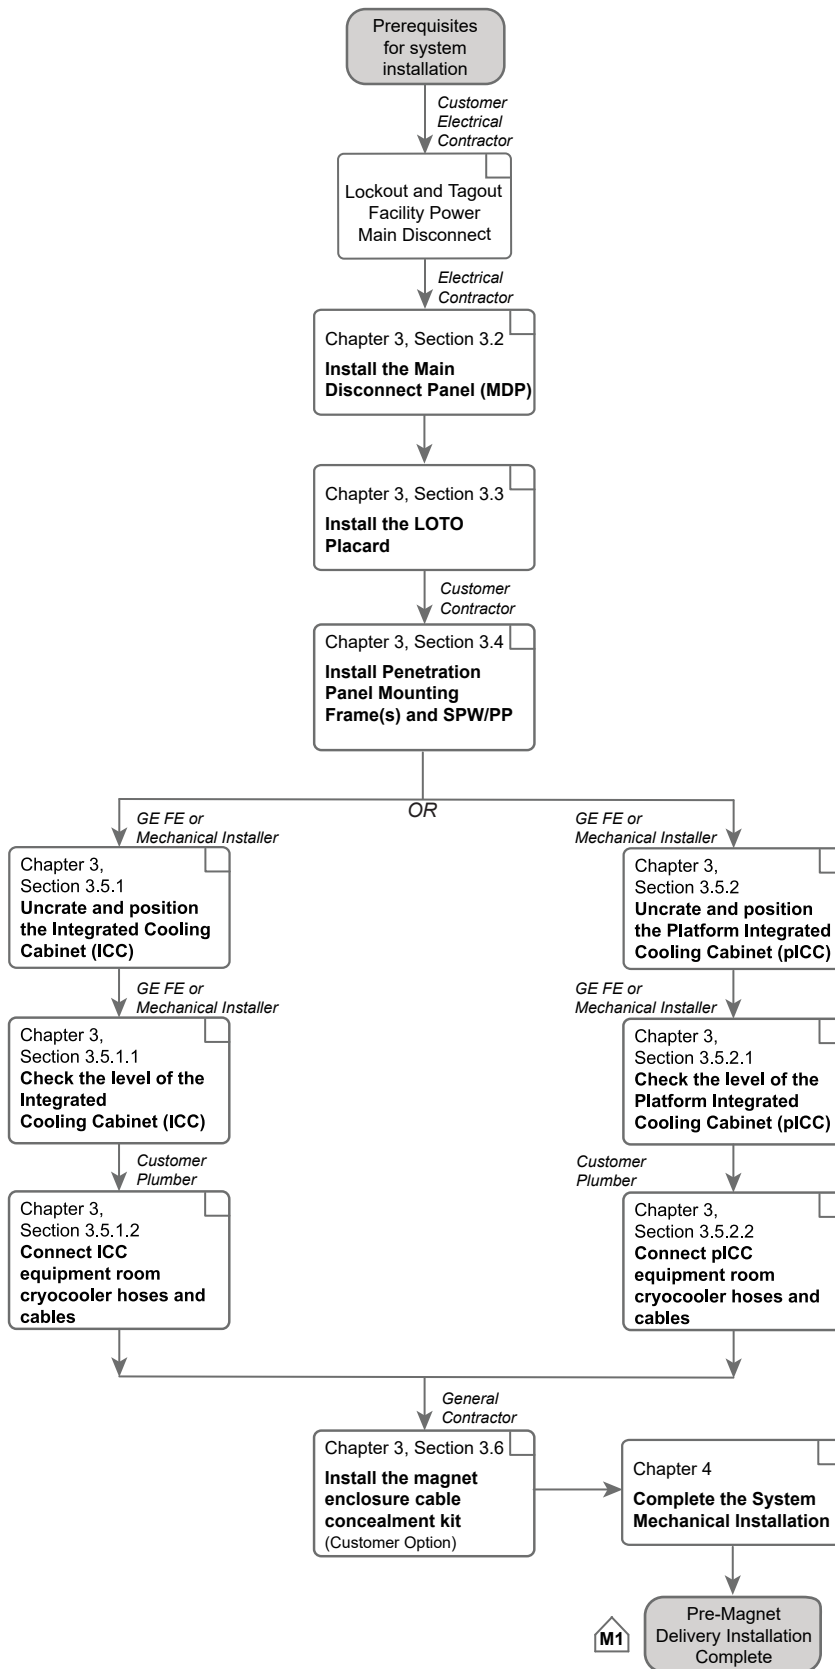 Prerequisites
for system
installation
Customer
Electrical
Contractor
Lockout and Tagout
Facility Power
Main Disconnect
Electrical
Contractor
Chapter 3, Section 3.2
Install the Main
Disconnect Panel (MDP)
Chapter 3, Section 3.3
Install the LOTO
Placard
Customer
Contractor
Chapter 3, Section 3.4
Install Penetration
Panel Mounting
Frame(s) and SPW/PP
OR
GE FE or
Mechanical Installer
Chapter 3,
Section 3.5.1
Uncrate and position
the Integrated Cooling
Cabinet (ICC)
GE FE or
Mechanical Installer
Chapter 3,
Section 3.5.1.1
Check the level of the
Integrated
Cooling Cabinet (ICC)
Customer
Plumber
Chapter 3,
Section 3.5.1.2
Connect ICC
equipment room
cryocooler hoses and
cables
GE FE or
Mechanical Installer
Chapter 3,
Section 3.5.2
Uncrate and position
the Platform Integrated
Cooling Cabinet (pICC)
GE FE or
Mechanical Installer
Chapter 3,
Section 3.5.2.1
Check the level of the
Platform Integrated
Cooling Cabinet (pICC)
Customer
Plumber
Chapter 3,
Section 3.5.2.2
Connect pICC
equipment room
cryocooler hoses and
cables
General
Contractor
Chapter 3, Section 3.6
Install the magnet
enclosure cable
concealment kit
(Customer Option)
Chapter 4
Complete the System
Mechanical Installation
M1
Pre-Magnet
Delivery Installation
Complete